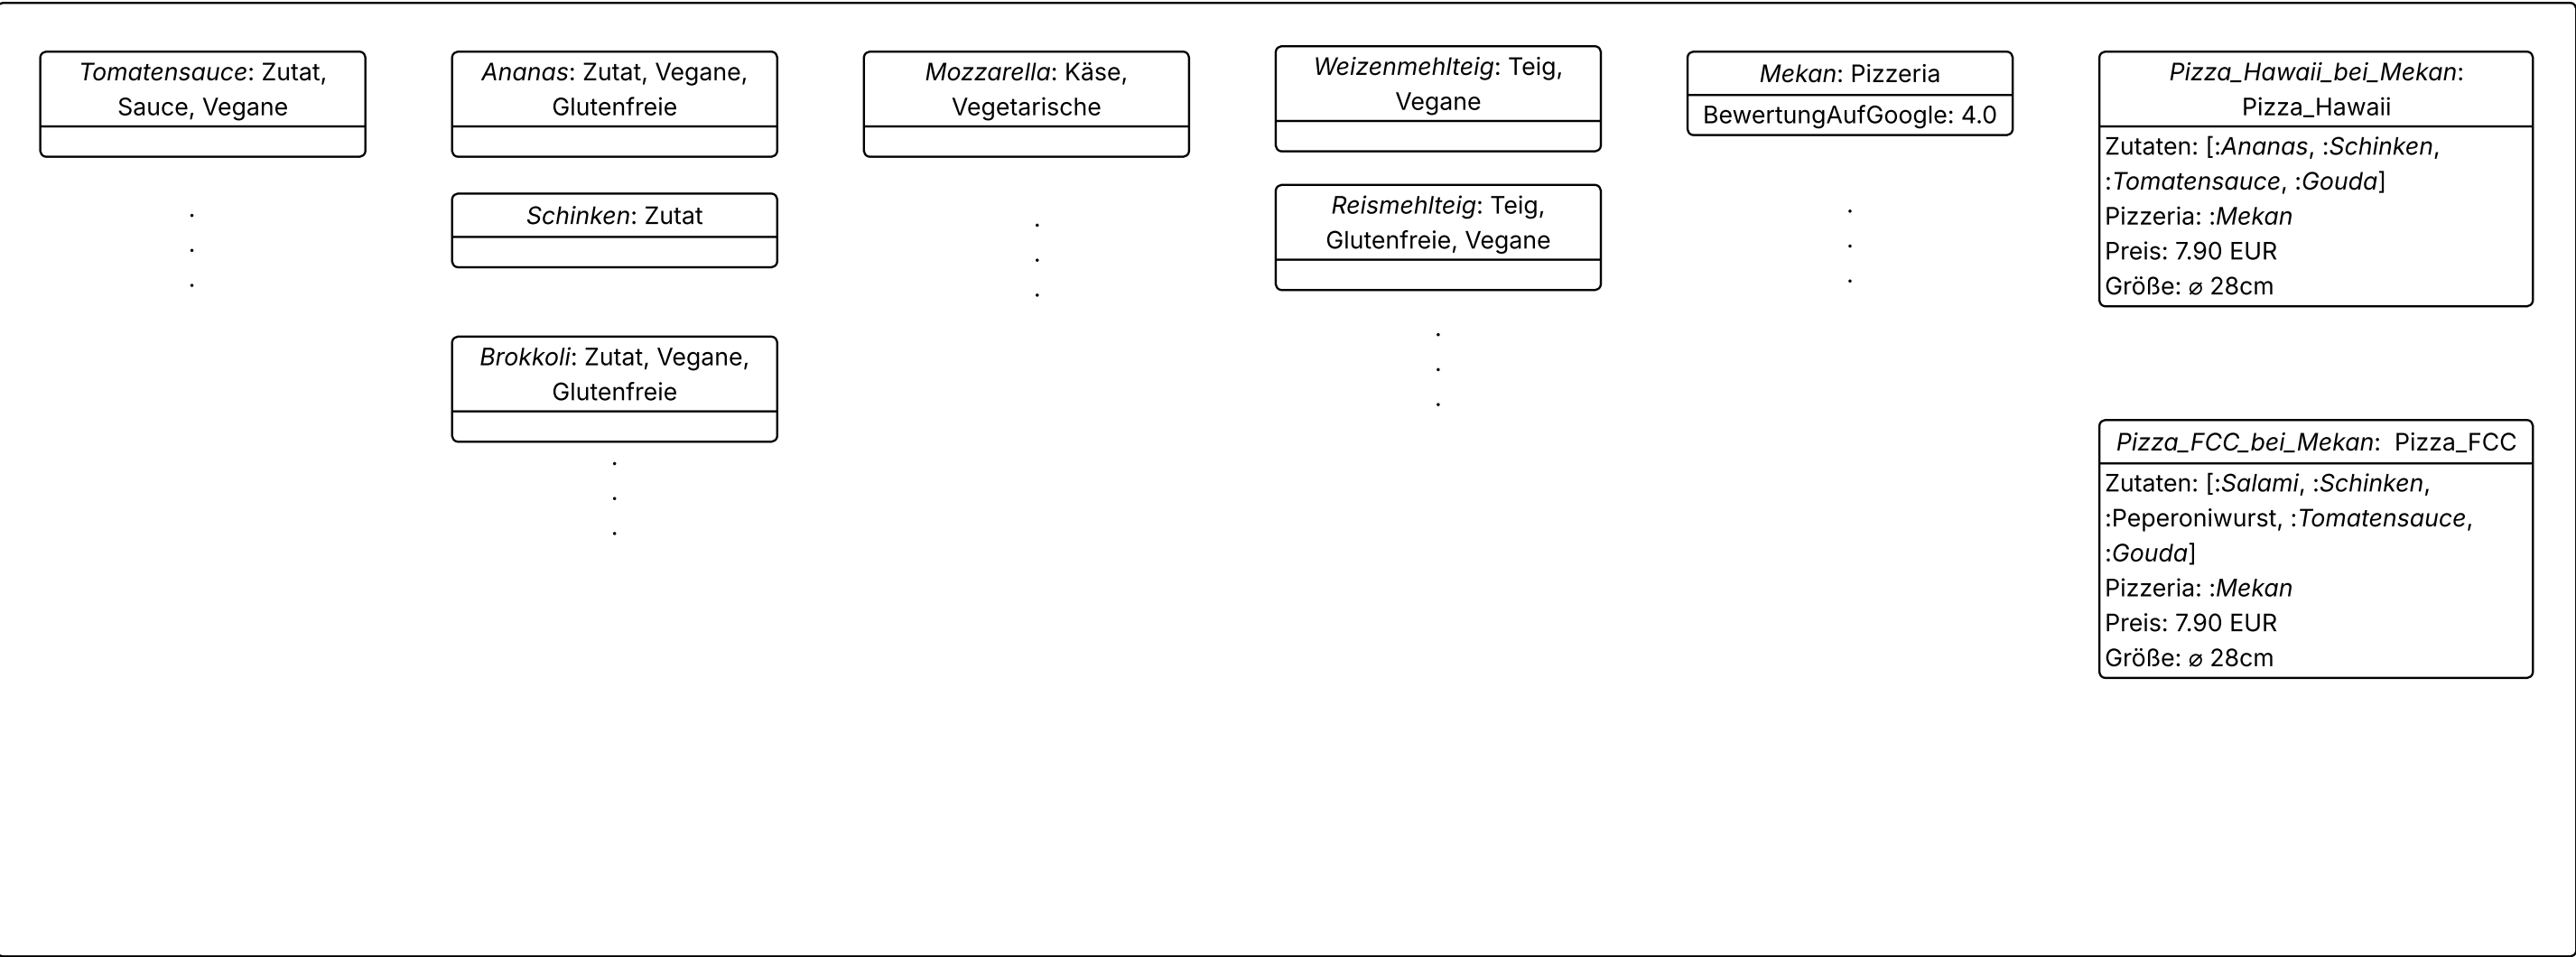 Tomatensauce: Zutat,
Sauce, Vegane
Ananas: Zutat, Vegane,
Glutenfreie
Schinken: Zutat
Brokkoli: Zutat, Vegane,
Glutenfreie
Mozzarella: Käse,
Vegetarische
Weizenmehlteig: Teig,
Vegane
Reismehlteig: Teig,
Glutenfreie, Vegane
Mekan: Pizzeria
BewertungAufGoogle: 4.0
Pizza_Hawaii_bei_Mekan:
Pizza_Hawaii
Zutaten: [:Ananas, :Schinken,
:Tomatensauce, :Gouda]
Pizzeria: :Mekan
Preis: 7.90 EUR
Größe: ⌀ 28cm
Pizza_FCC_bei_Mekan: Pizza_FCC
Zutaten: [:Salami, :Schinken,
:Peperoniwurst, :Tomatensauce,
:Gouda]
Pizzeria: :Mekan
Preis: 7.90 EUR
Größe: ⌀ 28cm